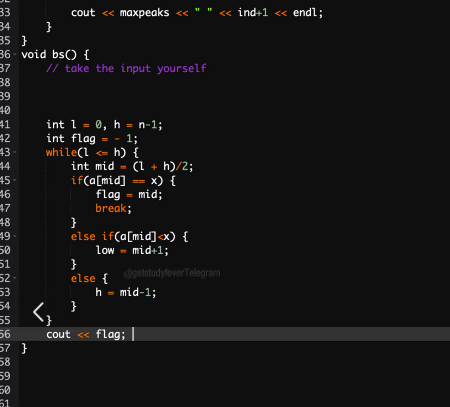 33 cout << maxpeaks << " " << ind+1 << endl;
34 }
35 }
36 void bs() {
37 // take the input yourself
38
39
40
41 int l = 0, h = n-1;
42 int flag = - 1;
43 while(l <= h) {
44 int mid = (l + h)/2;
45 if(a[mid] == x) {
46 flag = mid;
47 break;
48 }
49 else if(a[mid]<x) {
50 low = mid+1;
51 }
52 else {
@getstudyfeverTelegram
53 h = mid-1;
54 }
55 }
56 cout << flag;
57 }
58
59
60
61